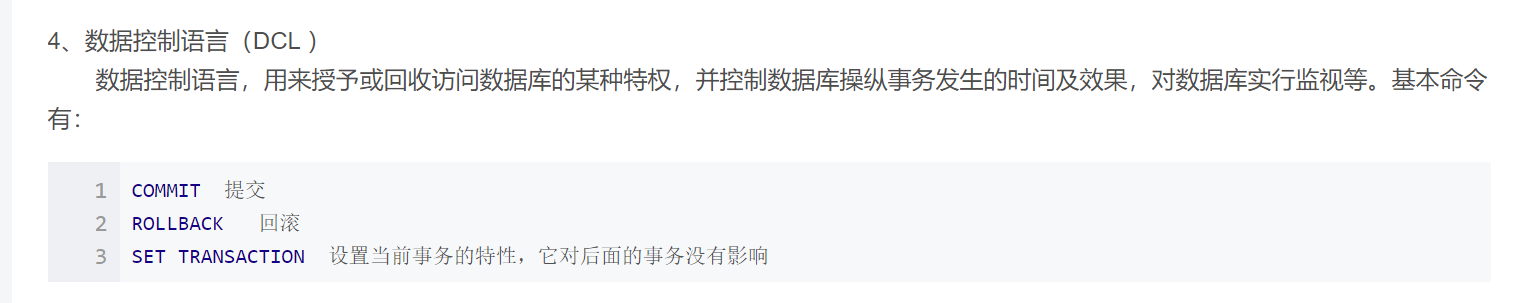 4、数据控制语言（DCL ）
数据控制语言，用来授予或回收访问数据库的某种特权，并控制数据库操纵事务发生的时间及效果，对数据库实行监视等。基本命令
有：
1 COMMIT 提交
2 ROLLBACK 回滚
3 SET TRANSACTION 设置当前事务的特性，它对后面的事务没有影响